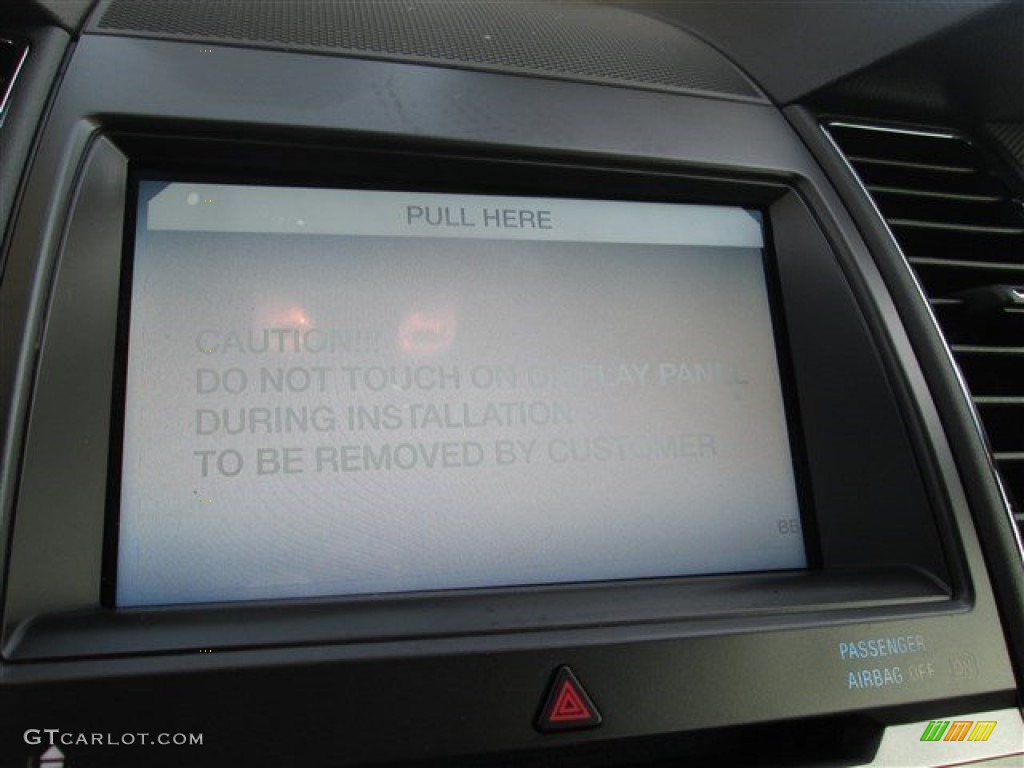 PULL HERE
CAUTION!!!
DO NOT TOUCH ON DISPLAY PANEL
DURING INSTALLATION
TO BE REMOVED BY CUSTOMER
PASSENGER
AIRBAG OFF ON
GTCARLOT.COM